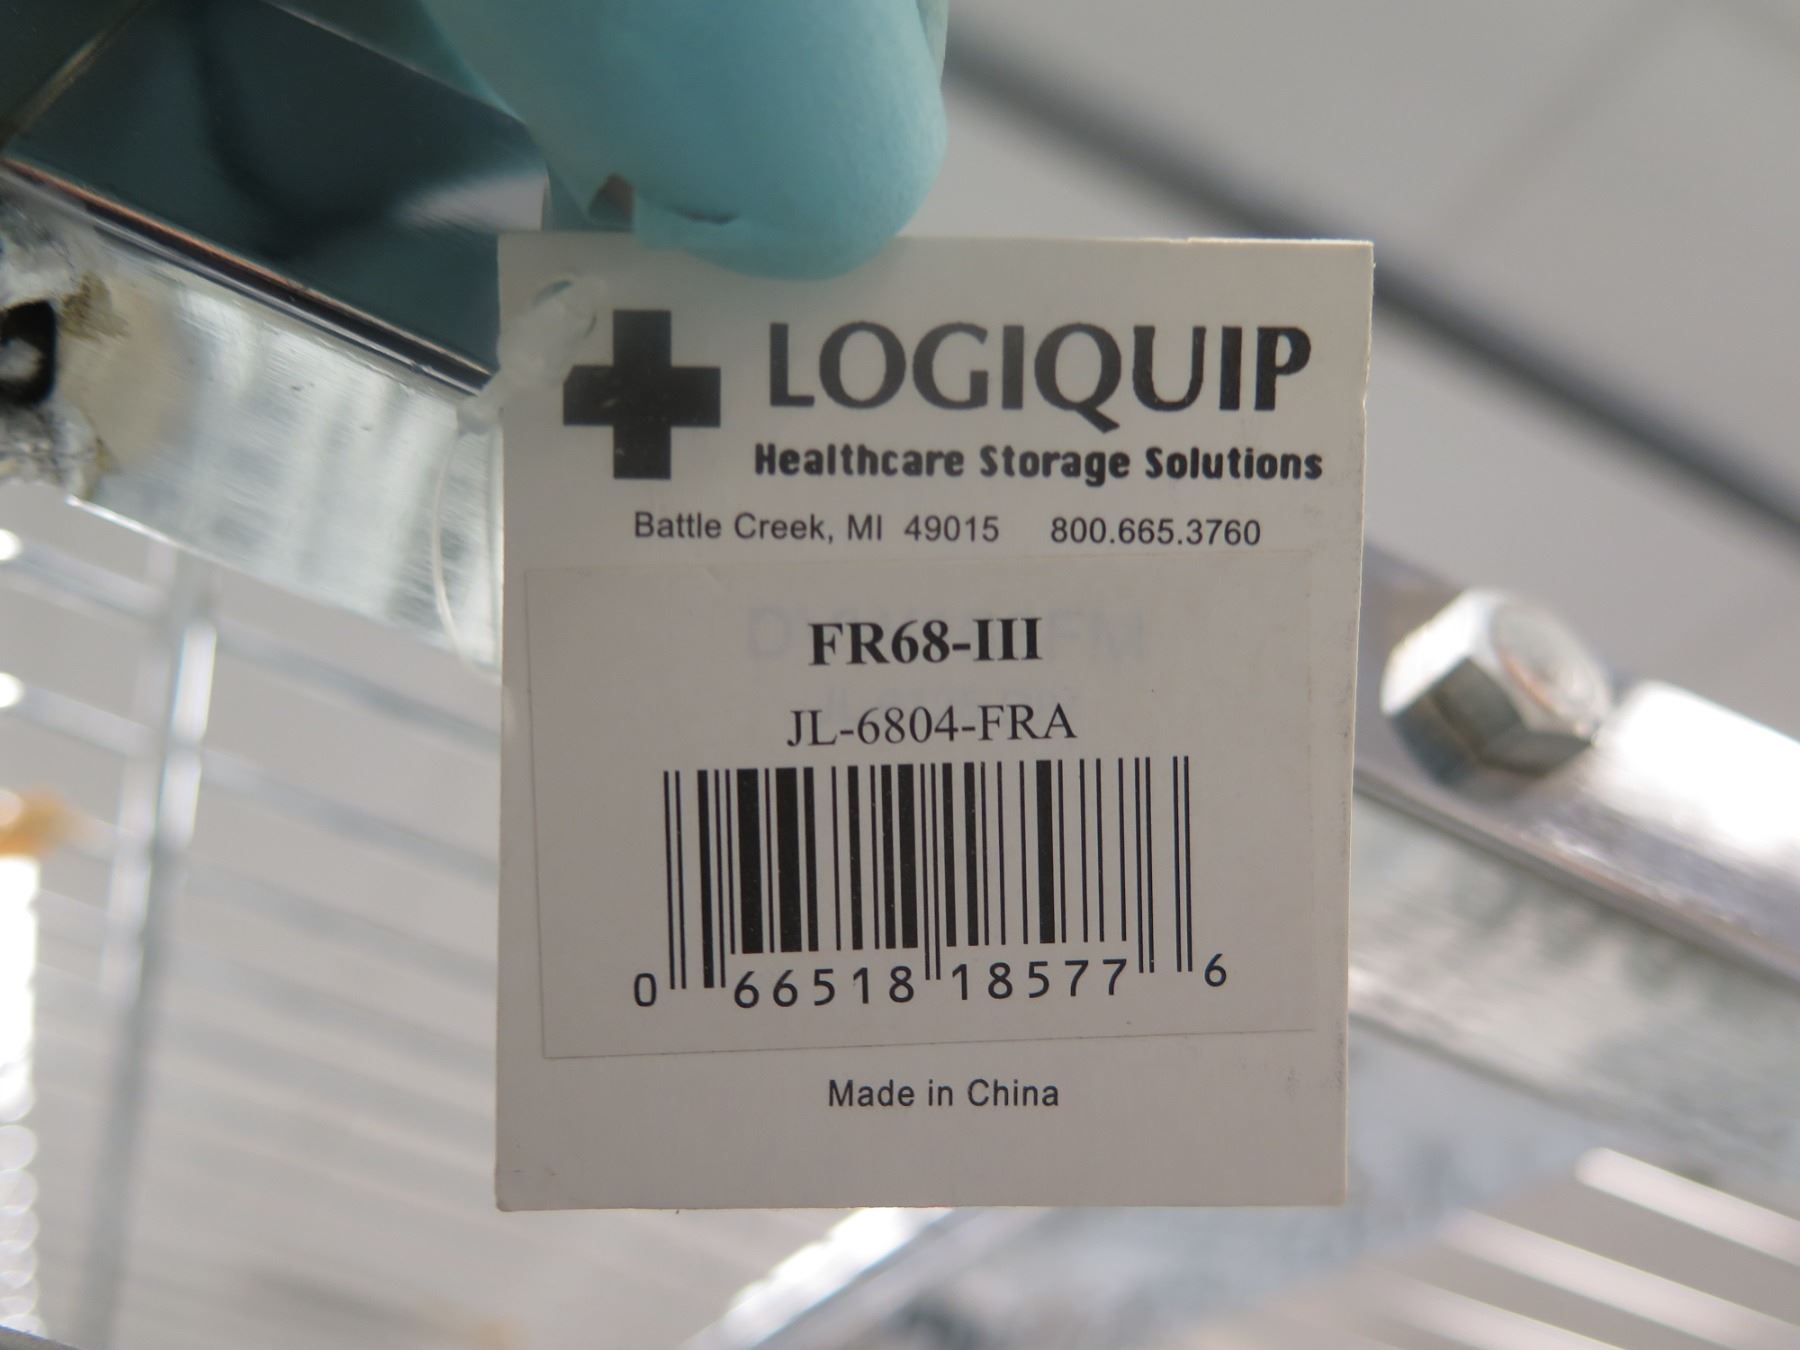 LOGIQUIP
Healthcare Storage Solutions
Battle Creek, MI 49015 800.665.3760
FR68-III
JL-6804-FRA
0 66518 18577 6
Made in China